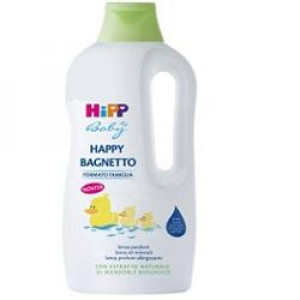 HiPP
Baby
HAPPY
BAGNETTO
FORMATO FAMIGLIA
NOVITÀ
Senza parabeni
Senza oli minerali
Senza profumi allergizzanti
CON ESTRATTO NATURALE
DI MANDORLE BIOLOGICO